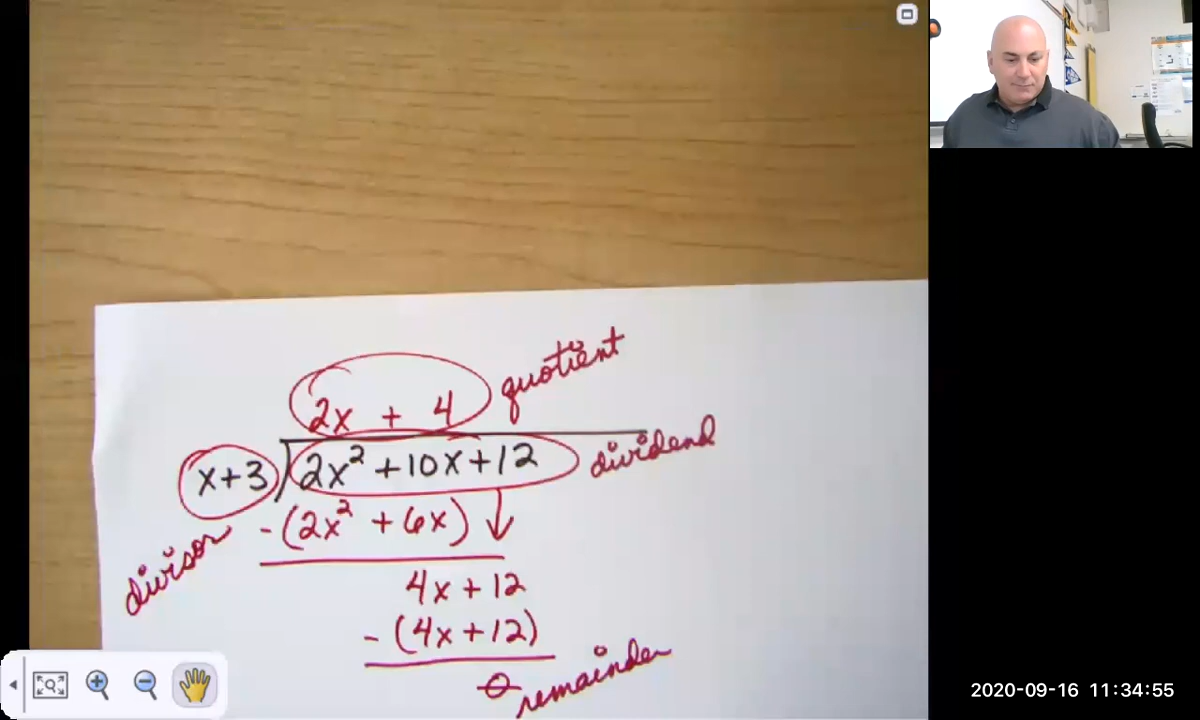 2x + 4 quotient
x+3 2x² +10x+12 dividend
divisor -(2x² + 6x) ↓
4x + 12
- (4x + 12)
0 remainder
2020-09-16 11:34:55